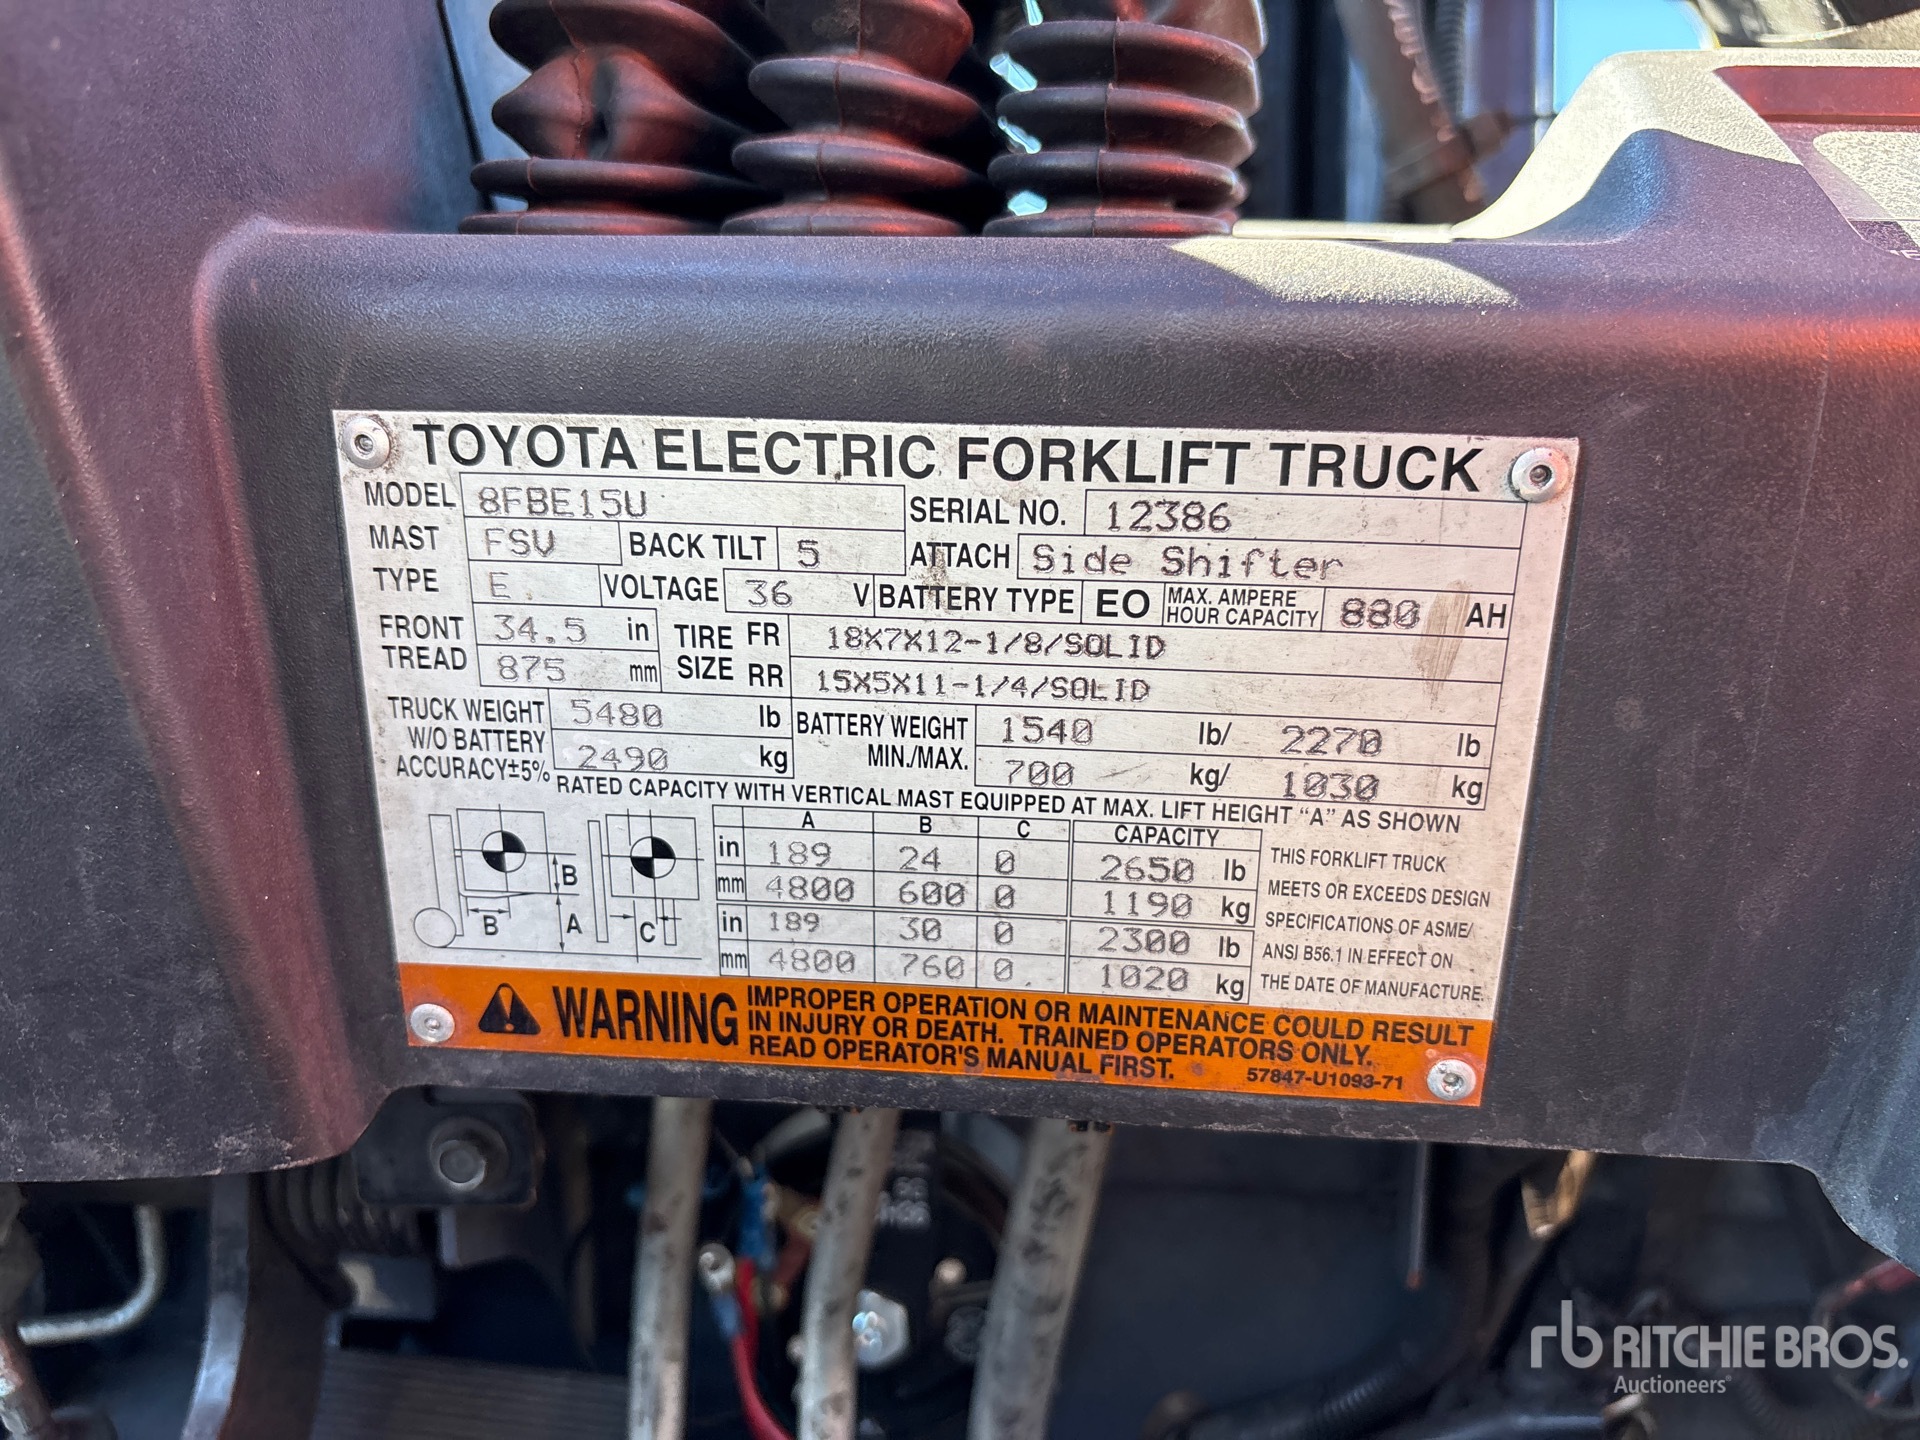 TOYOTA ELECTRIC FORKLIFT TRUCK
MODEL 8FBE15U SERIAL NO. 12386
MAST FSV BACK TILT 5 ATTACH Side Shifter
TYPE E VOLTAGE 36 V BATTERY TYPE EO MAX. AMPERE HOUR CAPACITY 880 AH
FRONT TREAD 34.5 in TIRE SIZE FR 18X7X12-1/8/SOLID
875 mm RR 15X5X11-1/4/SOLID
TRUCK WEIGHT 5480 lb BATTERY WEIGHT 1540 lb/ 2270 lb
W/O BATTERY 2490 kg MIN./MAX. 700 kg/ 1030 kg
ACCURACY±5%
RATED CAPACITY WITH VERTICAL MAST EQUIPPED AT MAX. LIFT HEIGHT "A" AS SHOWN
A B C CAPACITY
in 189 24 0 2650 lb
mm 4800 600 0 1190 kg
in 189 30 0 2300 lb
mm 4800 760 0 1020 kg
B
B A C
THIS FORKLIFT TRUCK
MEETS OR EXCEEDS DESIGN
SPECIFICATIONS OF ASME/
ANSI B56.1 IN EFFECT ON
THE DATE OF MANUFACTURE.
WARNING
IMPROPER OPERATION OR MAINTENANCE COULD RESULT
IN INJURY OR DEATH. TRAINED OPERATORS ONLY.
READ OPERATOR'S MANUAL FIRST.
57847-U1093-71
rb RITCHIE BROS.
Auctioneers